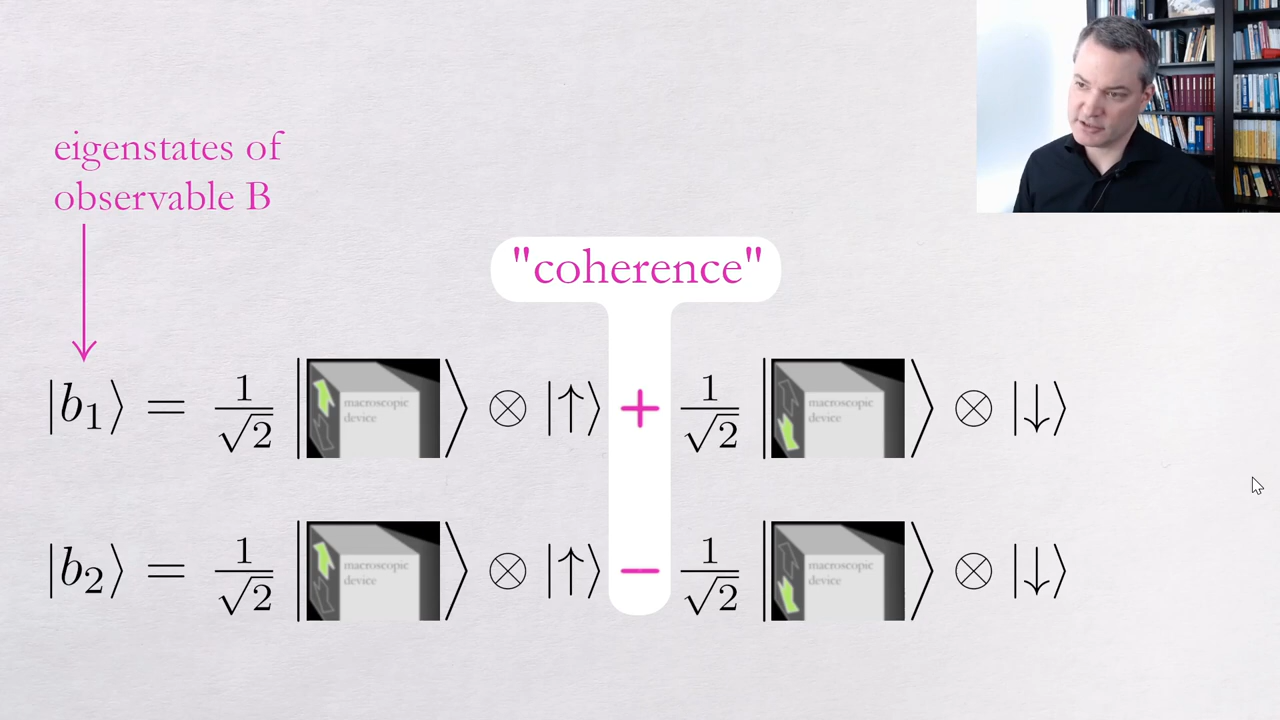 eigenstates of
observable B
"coherence"
|b₁⟩ = 1/√2 | macroscopic device ⟩ ⊗ |↑⟩ + 1/√2 | macroscopic device ⟩ ⊗ |↓⟩
|b₂⟩ = 1/√2 | macroscopic device ⟩ ⊗ |↑⟩ − 1/√2 | macroscopic device ⟩ ⊗ |↓⟩